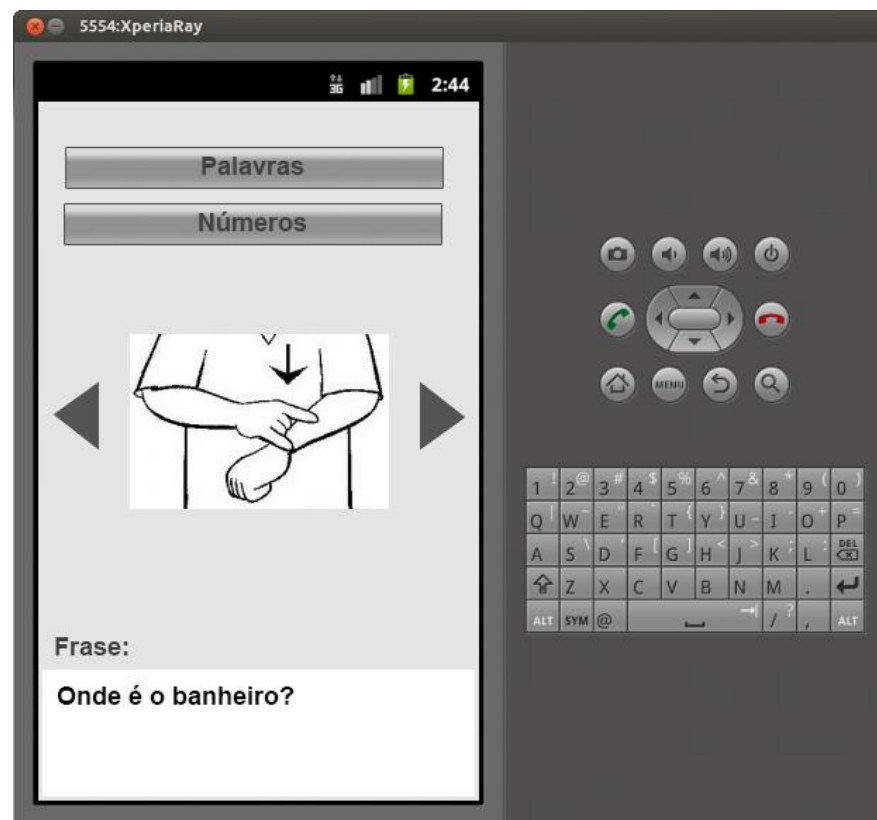 5554:XperiaRay
3G 2:44
Palavras
Números
Frase:
Onde é o banheiro?
MENU
1 ! 2 @ 3 # 4 $ 5 % 6 ^ 7 & 8 * 9 ( 0 )
Q | W ~ E " R ` T { Y } U _ I - O + P =
A S \ D ' F [ G ] H < J > K ; L : DEL
Z X C V B N M .
ALT SYM @ / ? , ALT